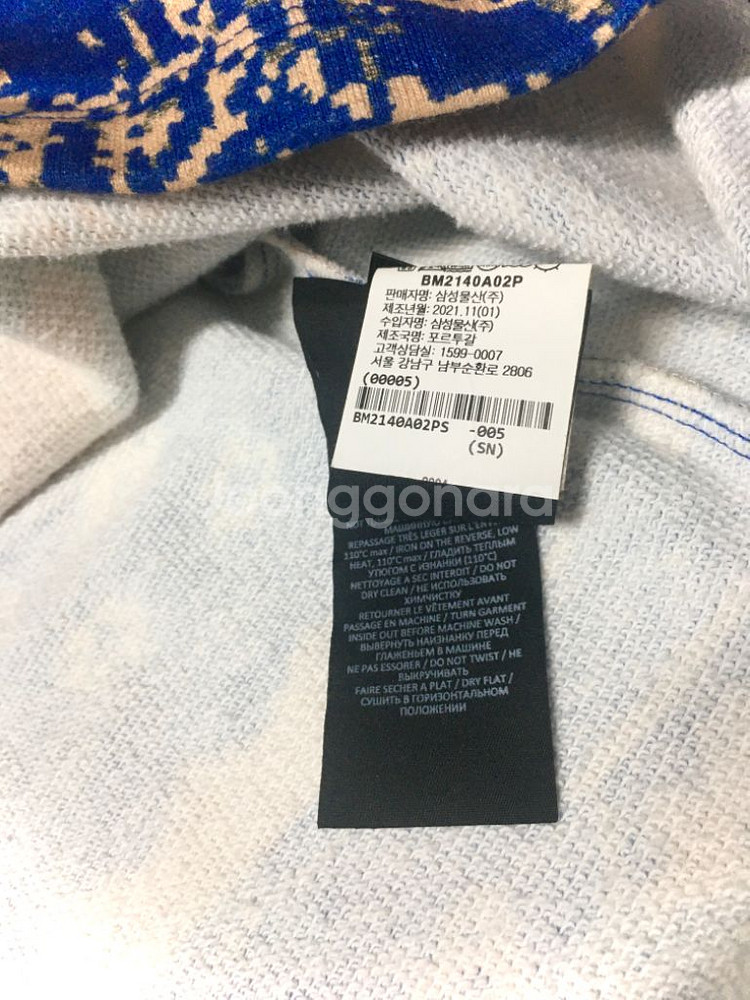 BM2140A02P
판매자명: 삼성물산(주)
제조년월: 2021.11(01)
수입자명: 삼성물산(주)
제조국명: 포르투갈
고객상담실: 1599-0007
서울 강남구 남부순환로 2806
(00005)
BM2140A02PS -005
(SN)
joonggonara
REPASSAGE TRÈS LEGER SUR L'ENV
110°C max / IRON ON THE REVERSE, LOW
HEAT, 110°C max / ГЛАДИТЬ ТЕПЛЫМ
УТЮГОМ С ИЗНАНКИ (110°C)
NETTOYAGE A SEC INTERDIT / DO NOT
DRY CLEAN / НЕ ИСПОЛЬЗОВАТЬ
ХИМЧИСТКУ
RETOURNER LE VÊTEMENT AVANT
PASSAGE EN MACHINE / TURN GARMENT
INSIDE OUT BEFORE MACHINE WASH /
ВЫВЕРНУТЬ НАИЗНАНКУ ПЕРЕД
ГЛАЖЕНЬЕМ В МАШИНЕ
NE PAS ESSORER / DO NOT TWIST / НЕ
ВЫКРУЧИВАТЬ
FAIRE SECHER A PLAT / DRY FLAT /
СУШИТЬ В ГОРИЗОНТАЛЬНОМ
ПОЛОЖЕНИИ